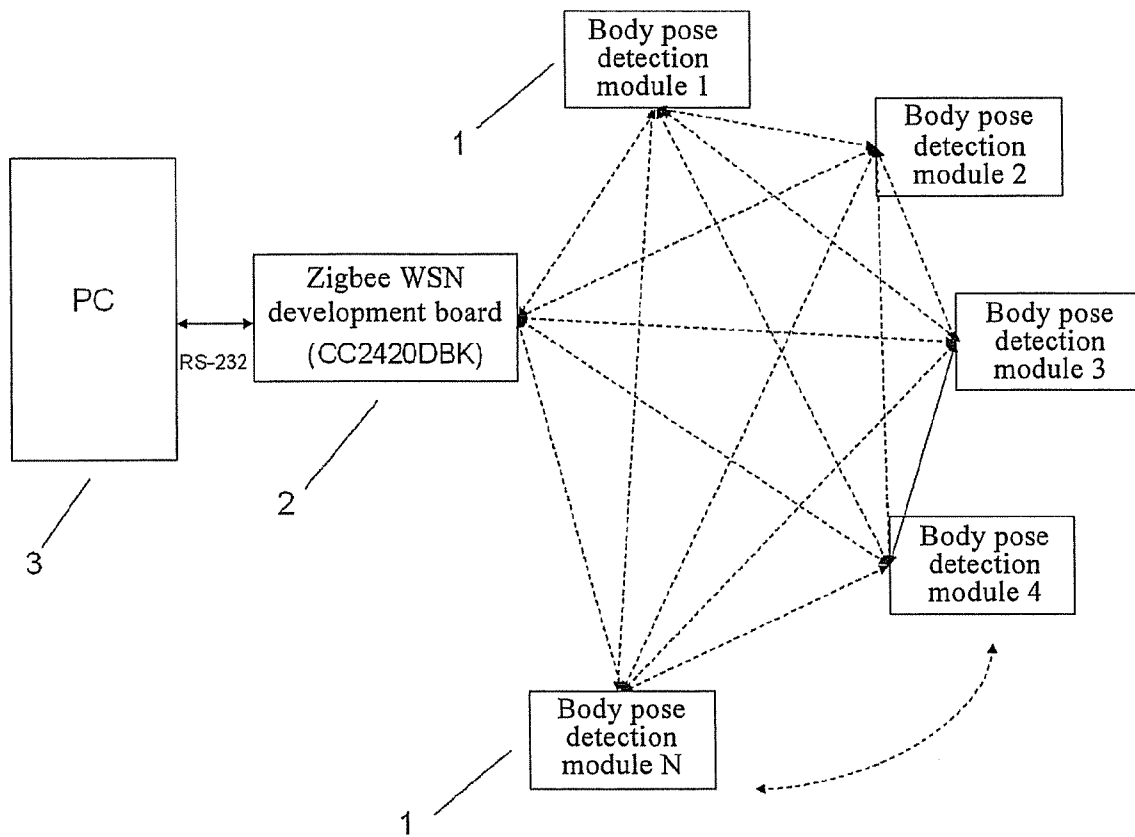 Body pose
detection
module 1
1
Body pose
detection
module 2
PC
RS-232
Zigbee WSN
development board
(CC2420DBK)
Body pose
detection
module 3
2
3
Body pose
detection
module 4
Body pose
detection
module N
1